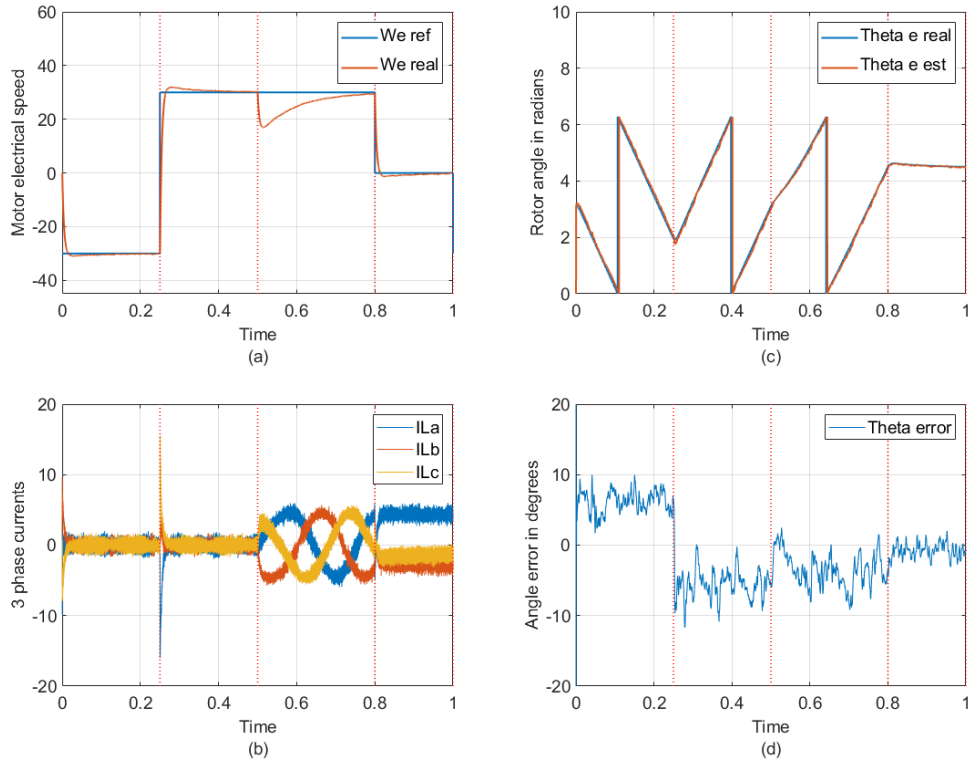 60
40
20
0
-20
-40
Motor electrical speed
We ref
We real
0 0.2 0.4 0.6 0.8 1
Time
(a)
10
8
6
4
2
0
Rotor angle in radians
Theta e real
Theta e est
0 0.2 0.4 0.6 0.8 1
Time
(c)
20
10
0
-10
-20
3 phase currents
ILa
ILb
ILc
0 0.2 0.4 0.6 0.8 1
Time
(b)
20
10
0
-10
-20
Angle error in degrees
Theta error
0 0.2 0.4 0.6 0.8 1
Time
(d)